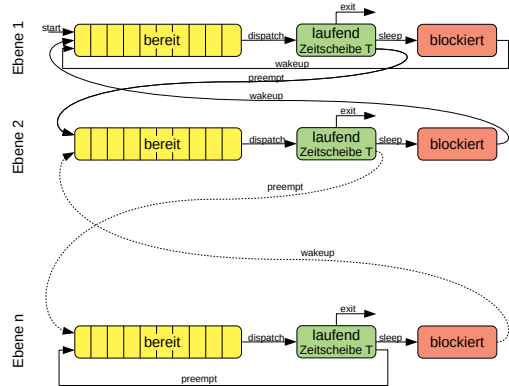 Ebene 1
start
bereit
dispatch
laufend
Zeitscheibe T
exit
sleep
blockiert
wakeup
preempt
wakeup
Ebene 2
bereit
dispatch
laufend
Zeitscheibe T
exit
sleep
blockiert
preempt
wakeup
Ebene n
bereit
dispatch
laufend
Zeitscheibe T
exit
sleep
blockiert
preempt